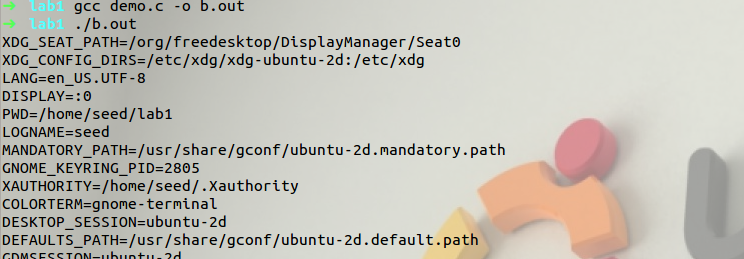 ➜ lab1 gcc demo.c -o b.out
➜ lab1 ./b.out
XDG_SEAT_PATH=/org/freedesktop/DisplayManager/Seat0
XDG_CONFIG_DIRS=/etc/xdg/xdg-ubuntu-2d:/etc/xdg
LANG=en_US.UTF-8
DISPLAY=:0
PWD=/home/seed/lab1
LOGNAME=seed
MANDATORY_PATH=/usr/share/gconf/ubuntu-2d.mandatory.path
GNOME_KEYRING_PID=2805
XAUTHORITY=/home/seed/.Xauthority
COLORTERM=gnome-terminal
DESKTOP_SESSION=ubuntu-2d
DEFAULTS_PATH=/usr/share/gconf/ubuntu-2d.default.path
GDMSESSION=ubuntu-2d